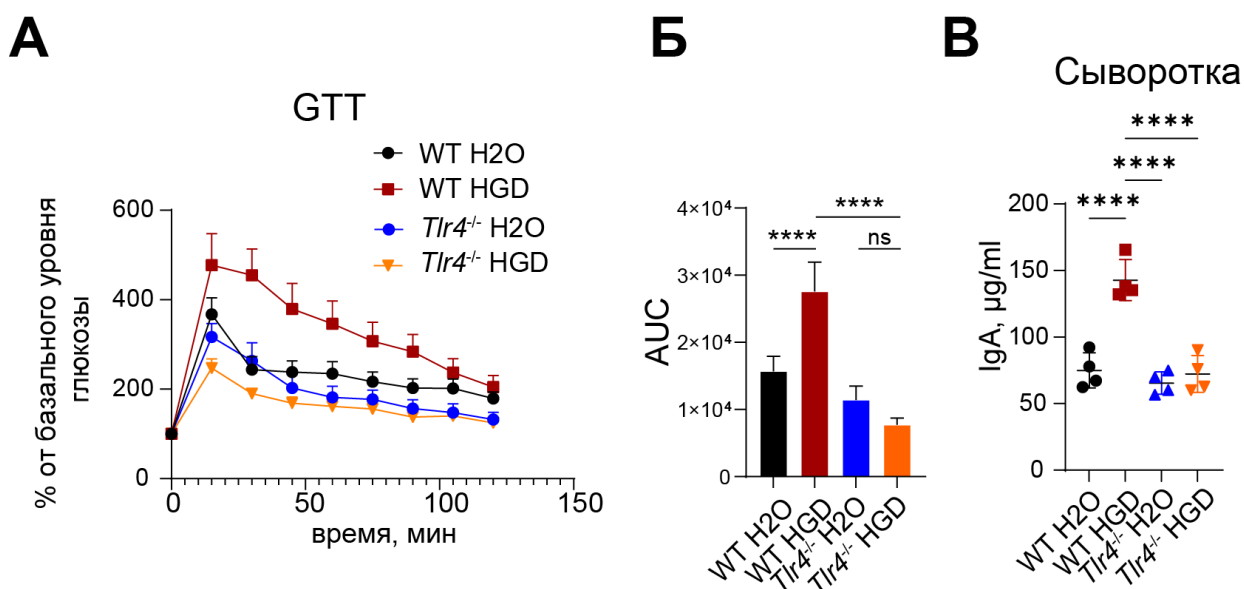 А
GTT
WT H2O
WT HGD
Tlr4-/- H2O
Tlr4-/- HGD
% от базального уровня
глюкозы
600
400
200
0
0
50
100
150
время, мин
Б
AUC
4×10⁴
3×10⁴
2×10⁴
1×10⁴
0
****
****
ns
WT H2O
WT HGD
Tlr4-/- H2O
Tlr4-/- HGD
В
Сыворотка
****
****
****
IgA, µg/ml
200
150
100
50
0
WT H2O
WT HGD
Tlr4-/- H2O
Tlr4-/- HGD